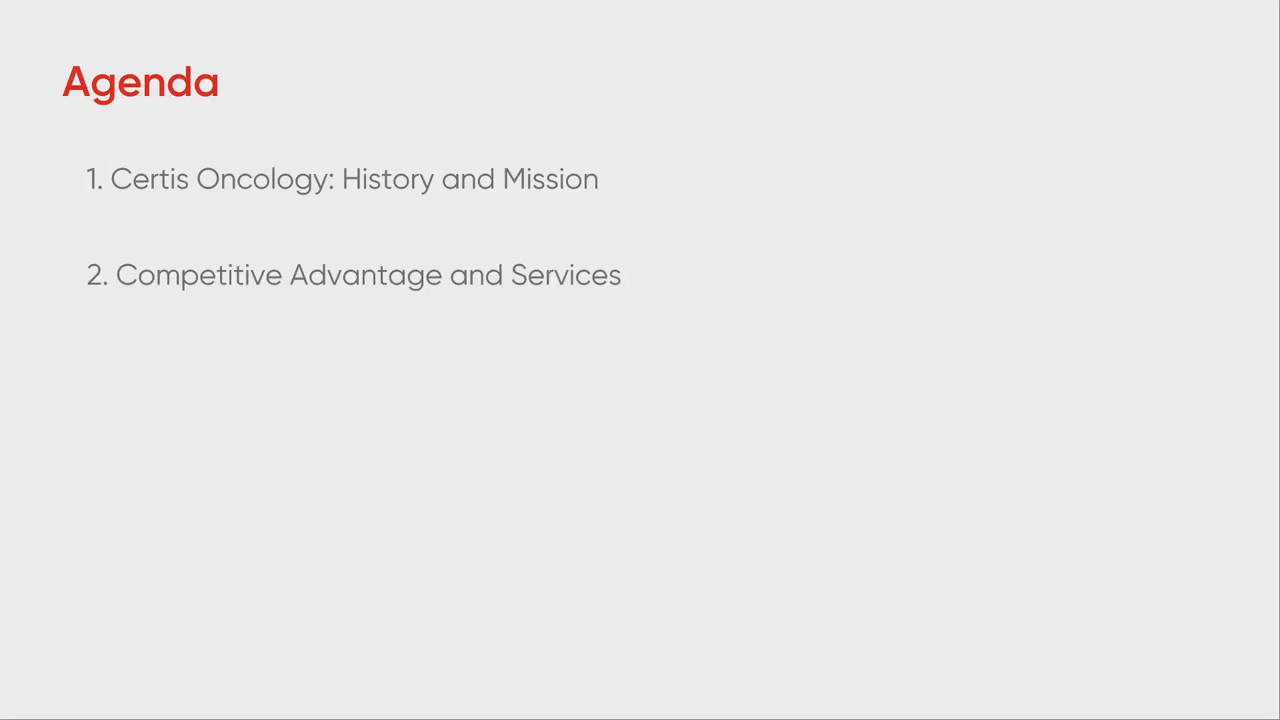 Agenda
1. Certis Oncology: History and Mission
2. Competitive Advantage and Services